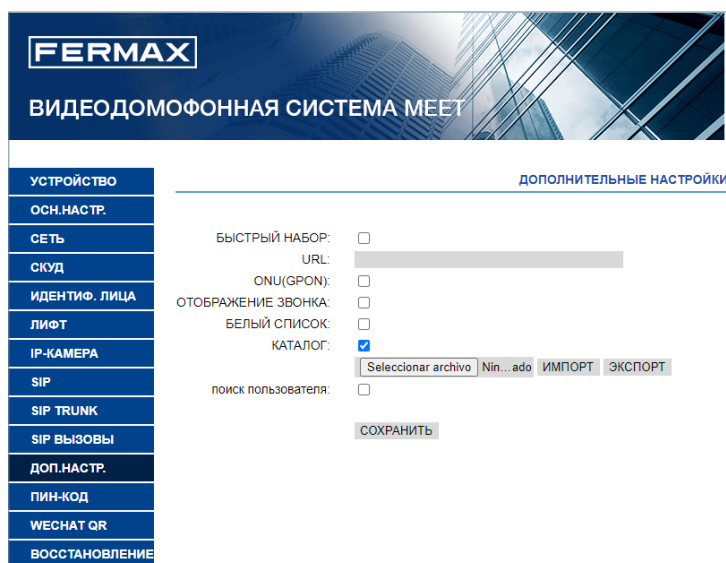 FERMAX
ВИДЕОДОМОФОННАЯ СИСТЕМА MEET
УСТРОЙСТВО
ОСН.НАСТР.
СЕТЬ
СКУД
ИДЕНТИФ. ЛИЦА
ЛИФТ
IP-КАМЕРА
SIP
SIP TRUNK
SIP ВЫЗОВЫ
ДОП.НАСТР.
ПИН-КОД
WECHAT QR
ВОССТАНОВЛЕНИЕ
ДОПОЛНИТЕЛЬНЫЕ НАСТРОЙКИ
БЫСТРЫЙ НАБОР:
URL:
ONU(GPON):
ОТОБРАЖЕНИЕ ЗВОНКА:
БЕЛЫЙ СПИСОК:
КАТАЛОГ:
Seleccionar archivo Nin...ado ИМПОРТ ЭКСПОРТ
поиск пользователя:
СОХРАНИТЬ